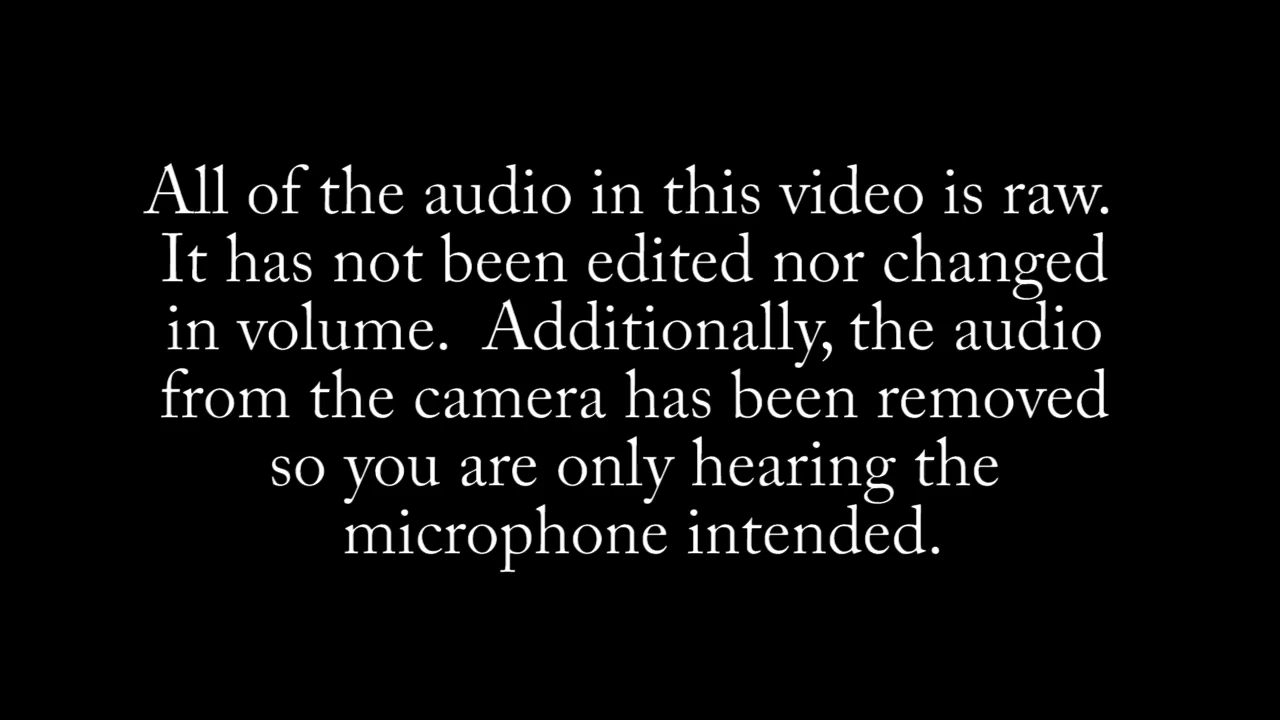 All of the audio in this video is raw.
It has not been edited nor changed
in volume.  Additionally, the audio
from the camera has been removed
so you are only hearing the
microphone intended.